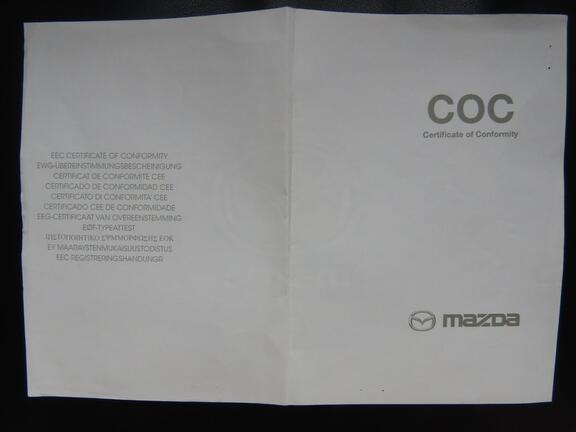 EEC CERTIFICATE OF CONFORMITY
EWG-ÜBEREINSTIMMUNGSBESCHEINIGUNG
CERTIFICAT DE CONFORMITE CEE
CERTIFICADO DE CONFORMIDAD CEE
CERTIFICATO DI CONFORMITA' CEE
CERTIFICADO CEE DE CONFORMIDADE
EEG-CERTIFICAAT VAN OVEREENSTEMMING
EØF-TYPEATTEST
ΠΙΣΤΟΠΟΙΗΤΙΚΟ ΣΥΜΜΟΡΦΩΣΗΣ ΕΟΚ
EY MAARAYSTENMUKAISUUSTODISTUS
EEC REGISTRERINGSHANDUNGR
COC
Certificate of Conformity
mazda